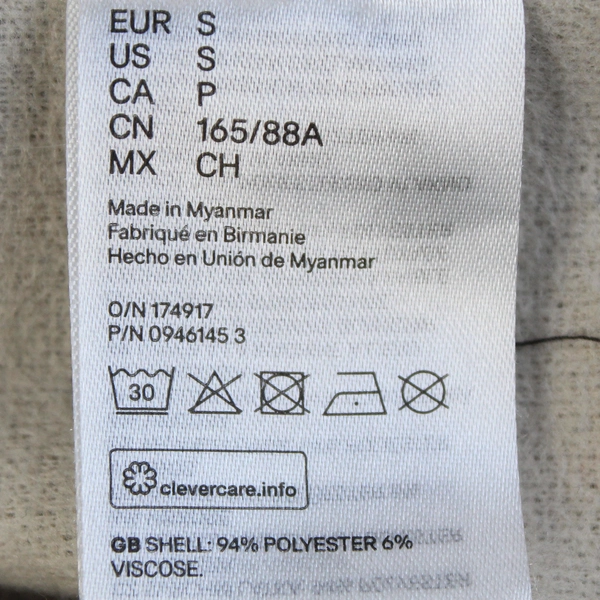 EUR S
US S
CA P
CN 165/88A
MX CH
Made in Myanmar
Fabriqué en Birmanie
Hecho en Unión de Myanmar
O/N 174917
P/N 0946145 3
30
clevercare.info
GB SHELL: 94% POLYESTER 6%
VISCOSE.